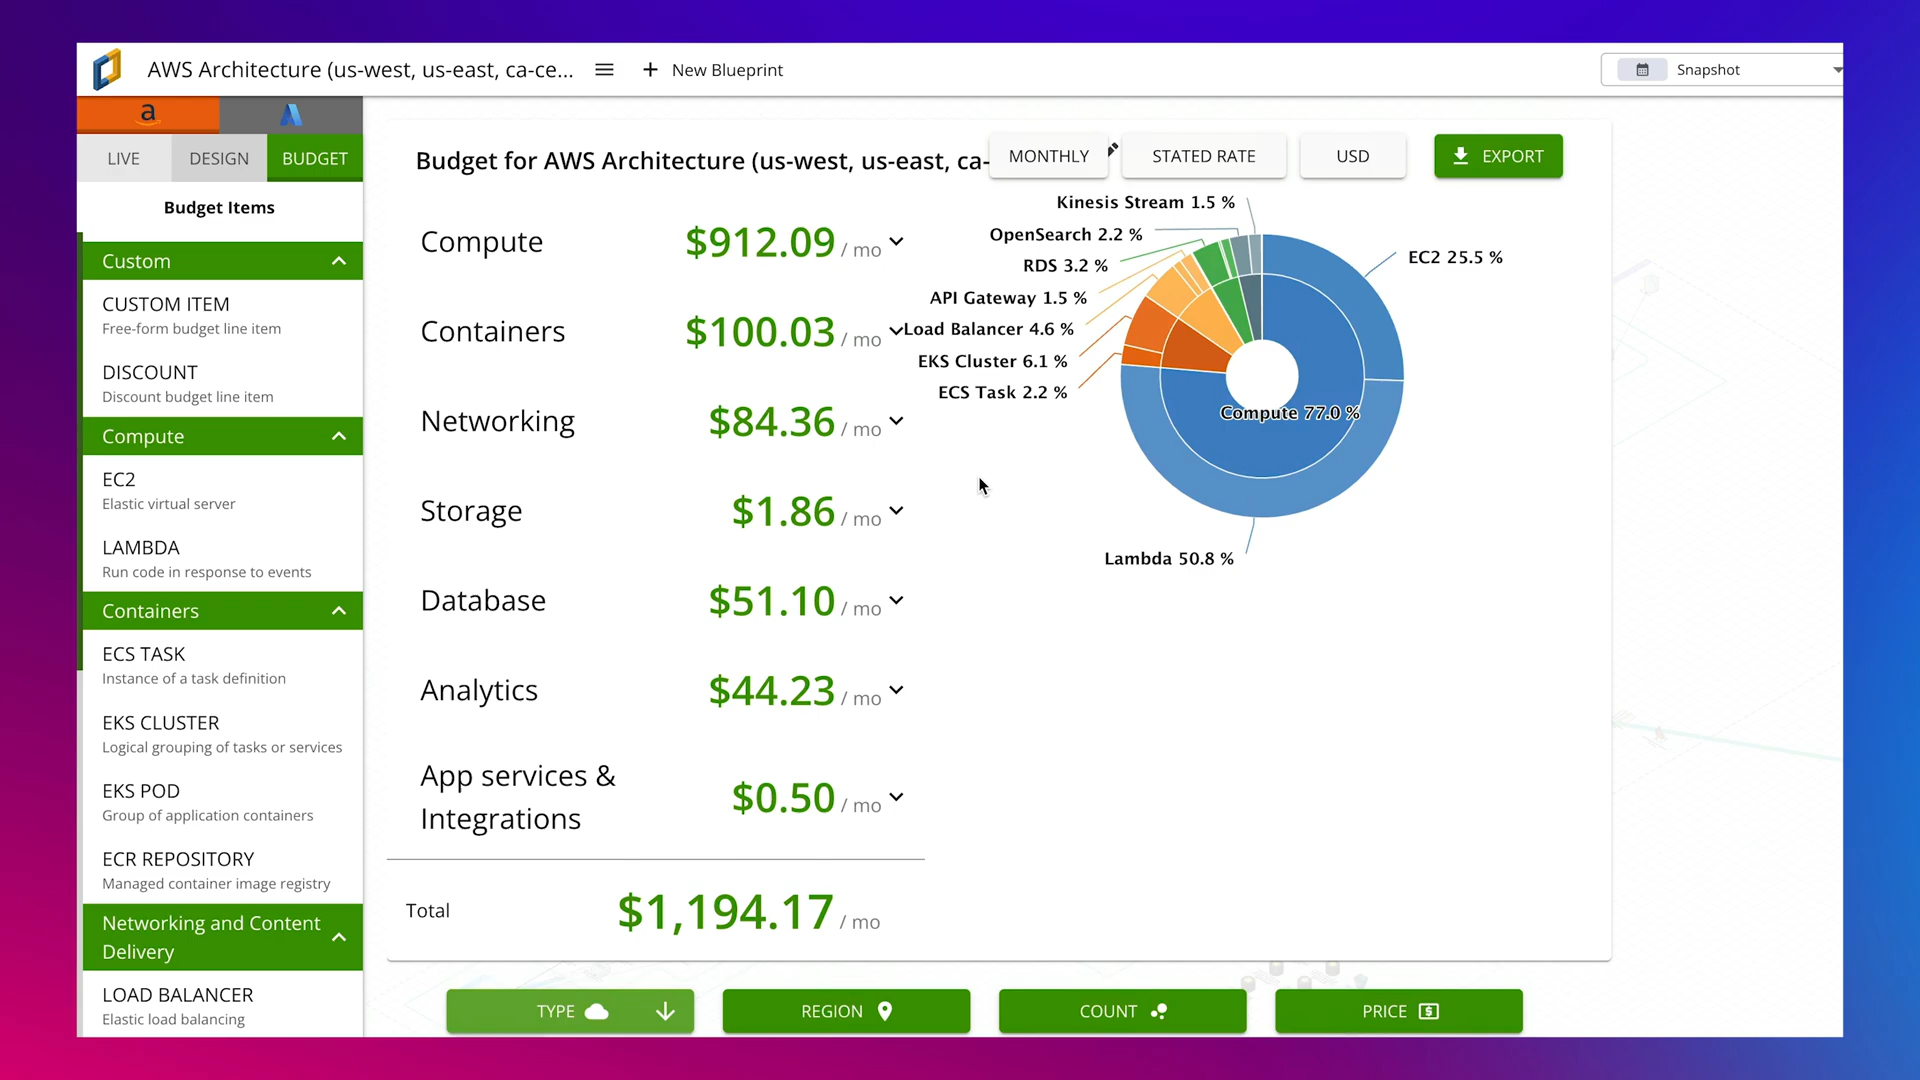 AWS Architecture (us-west, us-east, ca-ce...
New Blueprint
Snapshot
a
LIVE
DESIGN
BUDGET
Budget Items
Custom
CUSTOM ITEM
Free-form budget line item
DISCOUNT
Discount budget line item
Compute
EC2
Elastic virtual server
LAMBDA
Run code in response to events
Containers
ECS TASK
Instance of a task definition
EKS CLUSTER
Logical grouping of tasks or services
EKS POD
Group of application containers
ECR REPOSITORY
Managed container image registry
Networking and Content
Delivery
LOAD BALANCER
Elastic load balancing
Budget for AWS Architecture (us-west, us-east, ca-
MONTHLY
STATED RATE
USD
EXPORT
Compute $912.09 / mo
Containers $100.03 / mo
Networking $84.36 / mo
Storage $1.86 / mo
Database $51.10 / mo
Analytics $44.23 / mo
App services &
Integrations
$0.50 / mo
Total $1,194.17 / mo
Kinesis Stream 1.5 %
OpenSearch 2.2 %
RDS 3.2 %
API Gateway 1.5 %
Load Balancer 4.6 %
EKS Cluster 6.1 %
ECS Task 2.2 %
EC2 25.5 %
Compute 77.0 %
Lambda 50.8 %
TYPE
REGION
COUNT
PRICE